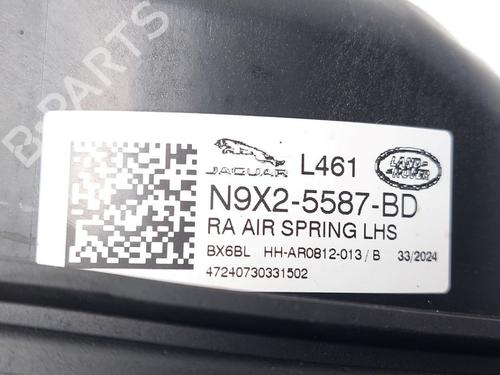 B-PARTS
JAGUAR L461 LAND-ROVER
N9X2-5587-BD
RA AIR SPRING LHS
BX6BL HH-AR0812-013 / B 33/2024
47240730331502